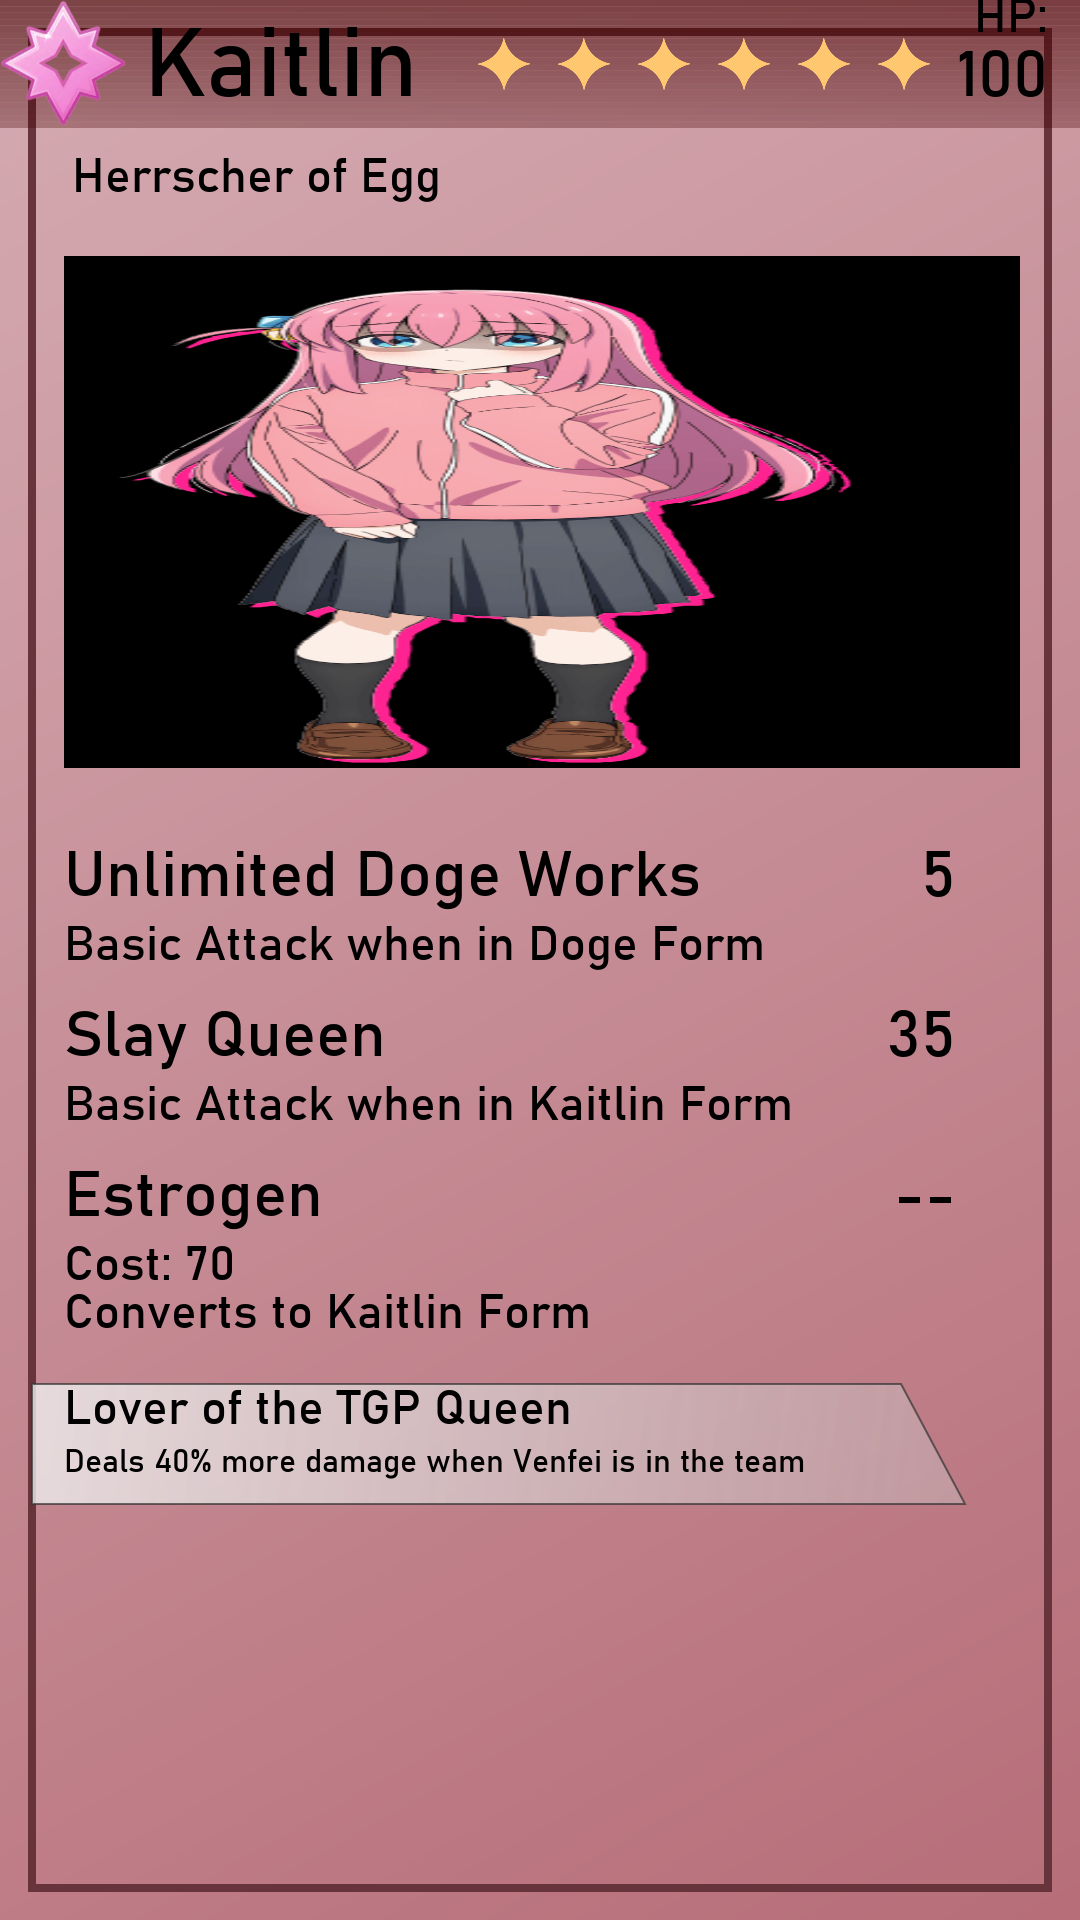 Kaitlin
HP:
100
Herrscher of Egg
Unlimited Doge Works 5
Basic Attack when in Doge Form
Slay Queen 35
Basic Attack when in Kaitlin Form
Estrogen --
Cost: 70
Converts to Kaitlin Form
Lover of the TGP Queen
Deals 40% more damage when Venfei is in the team